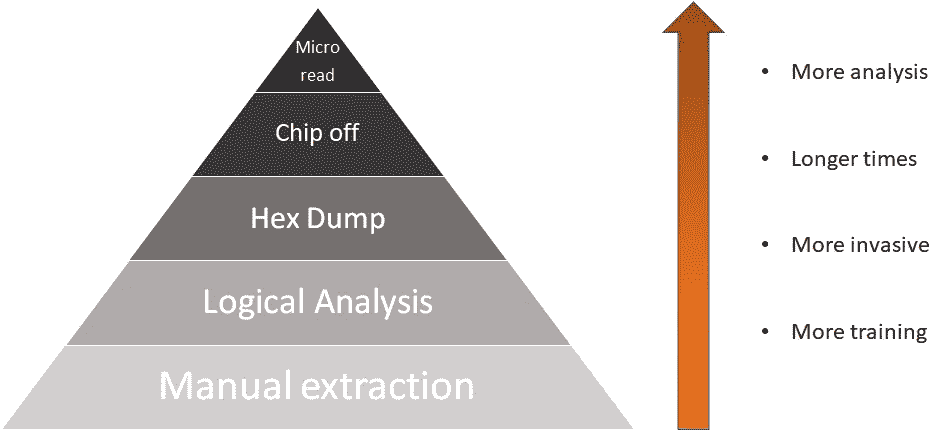 Micro
read
Chip off
Hex Dump
Logical Analysis
Manual extraction
• More analysis
• Longer times
• More invasive
• More training